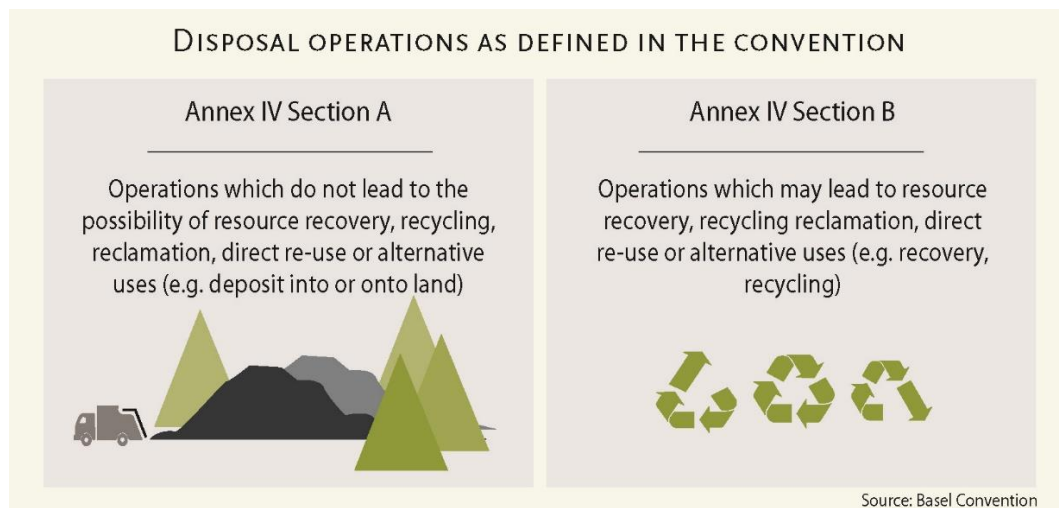 DISPOSAL OPERATIONS AS DEFINED IN THE CONVENTION
Annex IV Section A
Operations which do not lead to the
possibility of resource recovery, recycling,
reclamation, direct re-use or alternative
uses (e.g. deposit into or onto land)
Annex IV Section B
Operations which may lead to resource
recovery, recycling reclamation, direct
re-use or alternative uses (e.g. recovery,
recycling)
Source: Basel Convention